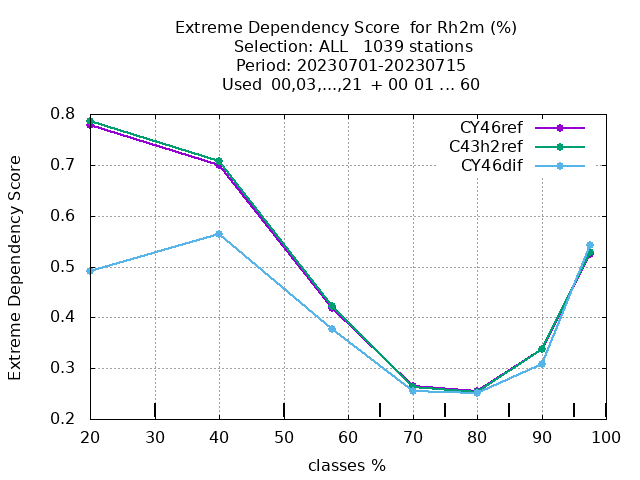 Extreme Dependency Score  for Rh2m (%)
Selection: ALL   1039 stations
Period: 20230701-20230715
Used  00,03,...,21  + 00 01 ... 60
CY46ref
C43h2ref
CY46dif
Extreme Dependency Score
0.8
0.7
0.6
0.5
0.4
0.3
0.2
20 30 40 50 60 70 80 90 100
classes %